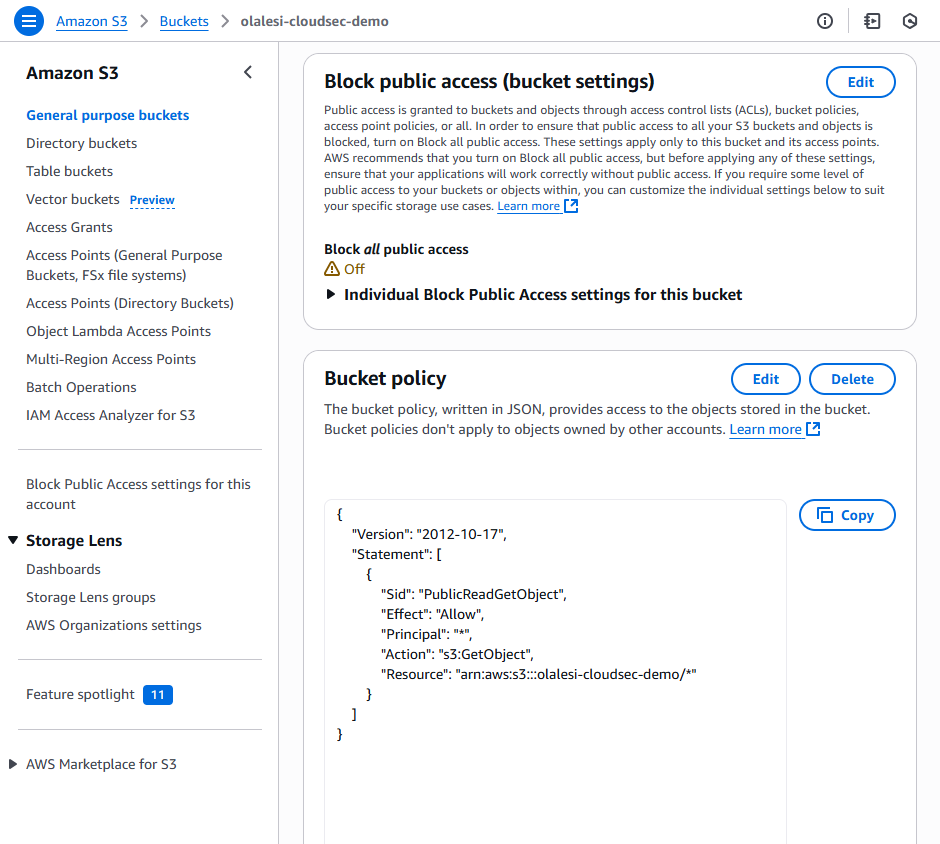 Amazon S3 > Buckets > olalesi-cloudsec-demo
Amazon S3
General purpose buckets
Directory buckets
Table buckets
Vector buckets Preview
Access Grants
Access Points (General Purpose
Buckets, FSx file systems)
Access Points (Directory Buckets)
Object Lambda Access Points
Multi-Region Access Points
Batch Operations
IAM Access Analyzer for S3
Block Public Access settings for this
account
Storage Lens
Dashboards
Storage Lens groups
AWS Organizations settings
Feature spotlight 11
AWS Marketplace for S3
Block public access (bucket settings)
Edit
Public access is granted to buckets and objects through access control lists (ACLs), bucket policies,
access point policies, or all. In order to ensure that public access to all your S3 buckets and objects is
blocked, turn on Block all public access. These settings apply only to this bucket and its access points.
AWS recommends that you turn on Block all public access, but before applying any of these settings,
ensure that your applications will work correctly without public access. If you require some level of
public access to your buckets or objects within, you can customize the individual settings below to suit
your specific storage use cases. Learn more
Block all public access
Off
Individual Block Public Access settings for this bucket
Bucket policy
Edit
Delete
The bucket policy, written in JSON, provides access to the objects stored in the bucket.
Bucket policies don't apply to objects owned by other accounts. Learn more
Copy
{
"Version": "2012-10-17",
"Statement": [
{
"Sid": "PublicReadGetObject",
"Effect": "Allow",
"Principal": "*",
"Action": "s3:GetObject",
"Resource": "arn:aws:s3:::olalesi-cloudsec-demo/*"
}
]
}